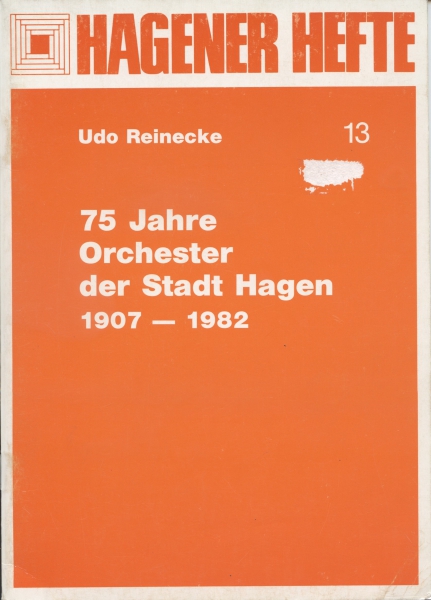 HAGENER HEFTE
Udo Reinecke 13
75 Jahre
Orchester
der Stadt Hagen
1907 — 1982